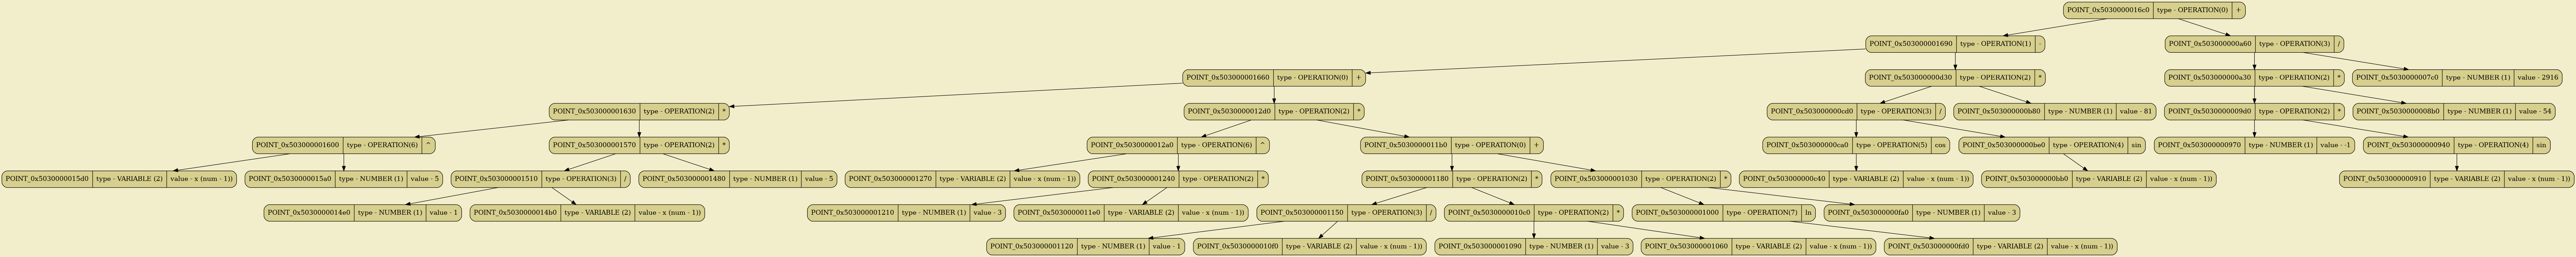 POINT_0x5030000016c0 type - OPERATION(0) +
POINT_0x503000001690 type - OPERATION(1) -
POINT_0x503000000a60 type - OPERATION(3) /
POINT_0x503000001660 type - OPERATION(0) +
POINT_0x503000000d30 type - OPERATION(2) *
POINT_0x503000000a30 type - OPERATION(2) *
POINT_0x5030000007c0 type - NUMBER (1) value - 2916
POINT_0x503000001630 type - OPERATION(2) *
POINT_0x5030000012d0 type - OPERATION(2) *
POINT_0x503000000cd0 type - OPERATION(3) /
POINT_0x503000000b80 type - NUMBER (1) value - 81
POINT_0x5030000009d0 type - OPERATION(2) *
POINT_0x5030000008b0 type - NUMBER (1) value - 54
POINT_0x503000001600 type - OPERATION(6) ^
POINT_0x503000001570 type - OPERATION(2) *
POINT_0x5030000012a0 type - OPERATION(6) ^
POINT_0x5030000011b0 type - OPERATION(0) +
POINT_0x503000000ca0 type - OPERATION(5) cos
POINT_0x503000000be0 type - OPERATION(4) sin
POINT_0x503000000970 type - NUMBER (1) value - -1
POINT_0x503000000940 type - OPERATION(4) sin
POINT_0x5030000015d0 type - VARIABLE (2) value - x (num - 1))
POINT_0x5030000015a0 type - NUMBER (1) value - 5
POINT_0x503000001510 type - OPERATION(3) /
POINT_0x503000001480 type - NUMBER (1) value - 5
POINT_0x503000001270 type - VARIABLE (2) value - x (num - 1))
POINT_0x503000001240 type - OPERATION(2) *
POINT_0x503000001180 type - OPERATION(2) *
POINT_0x503000001030 type - OPERATION(2) *
POINT_0x503000000c40 type - VARIABLE (2) value - x (num - 1))
POINT_0x503000000bb0 type - VARIABLE (2) value - x (num - 1))
POINT_0x503000000910 type - VARIABLE (2) value - x (num - 1))
POINT_0x5030000014e0 type - NUMBER (1) value - 1
POINT_0x5030000014b0 type - VARIABLE (2) value - x (num - 1))
POINT_0x503000001210 type - NUMBER (1) value - 3
POINT_0x5030000011e0 type - VARIABLE (2) value - x (num - 1))
POINT_0x503000001150 type - OPERATION(3) /
POINT_0x5030000010c0 type - OPERATION(2) *
POINT_0x503000001000 type - OPERATION(7) ln
POINT_0x503000000fa0 type - NUMBER (1) value - 3
POINT_0x503000001120 type - NUMBER (1) value - 1
POINT_0x5030000010f0 type - VARIABLE (2) value - x (num - 1))
POINT_0x503000001090 type - NUMBER (1) value - 3
POINT_0x503000001060 type - VARIABLE (2) value - x (num - 1))
POINT_0x503000000fd0 type - VARIABLE (2) value - x (num - 1))